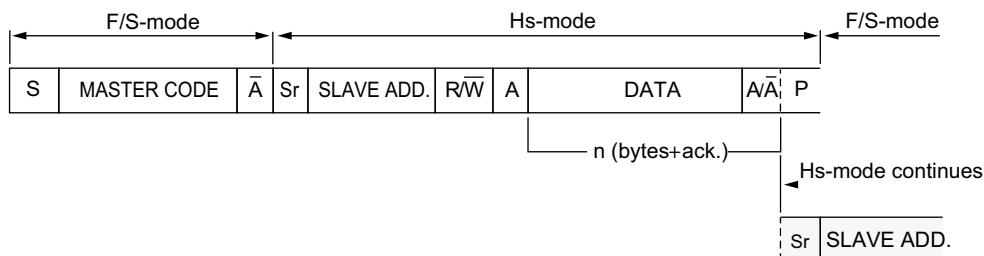 F/S-mode Hs-mode F/S-mode
S MASTER CODE A̅ Sr SLAVE ADD. R/W̅ A DATA A/A̅ P
n (bytes+ack.)
Hs-mode continues
Sr SLAVE ADD.